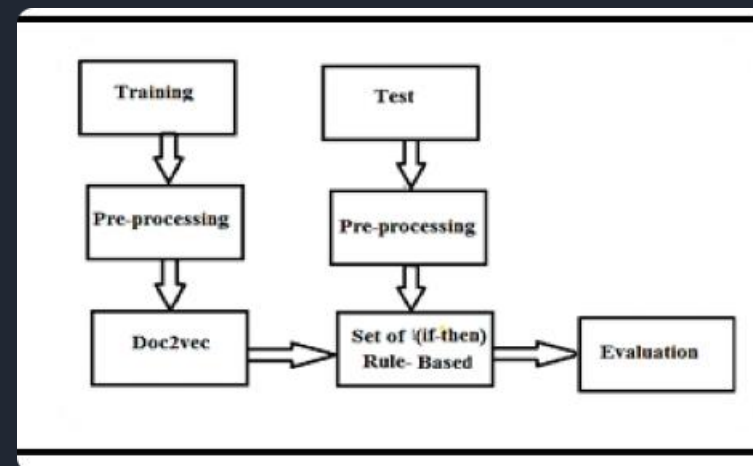 Training
Test
Pre-processing
Pre-processing
Doc2vec
Set of (if-then)
Rule- Based
Evaluation